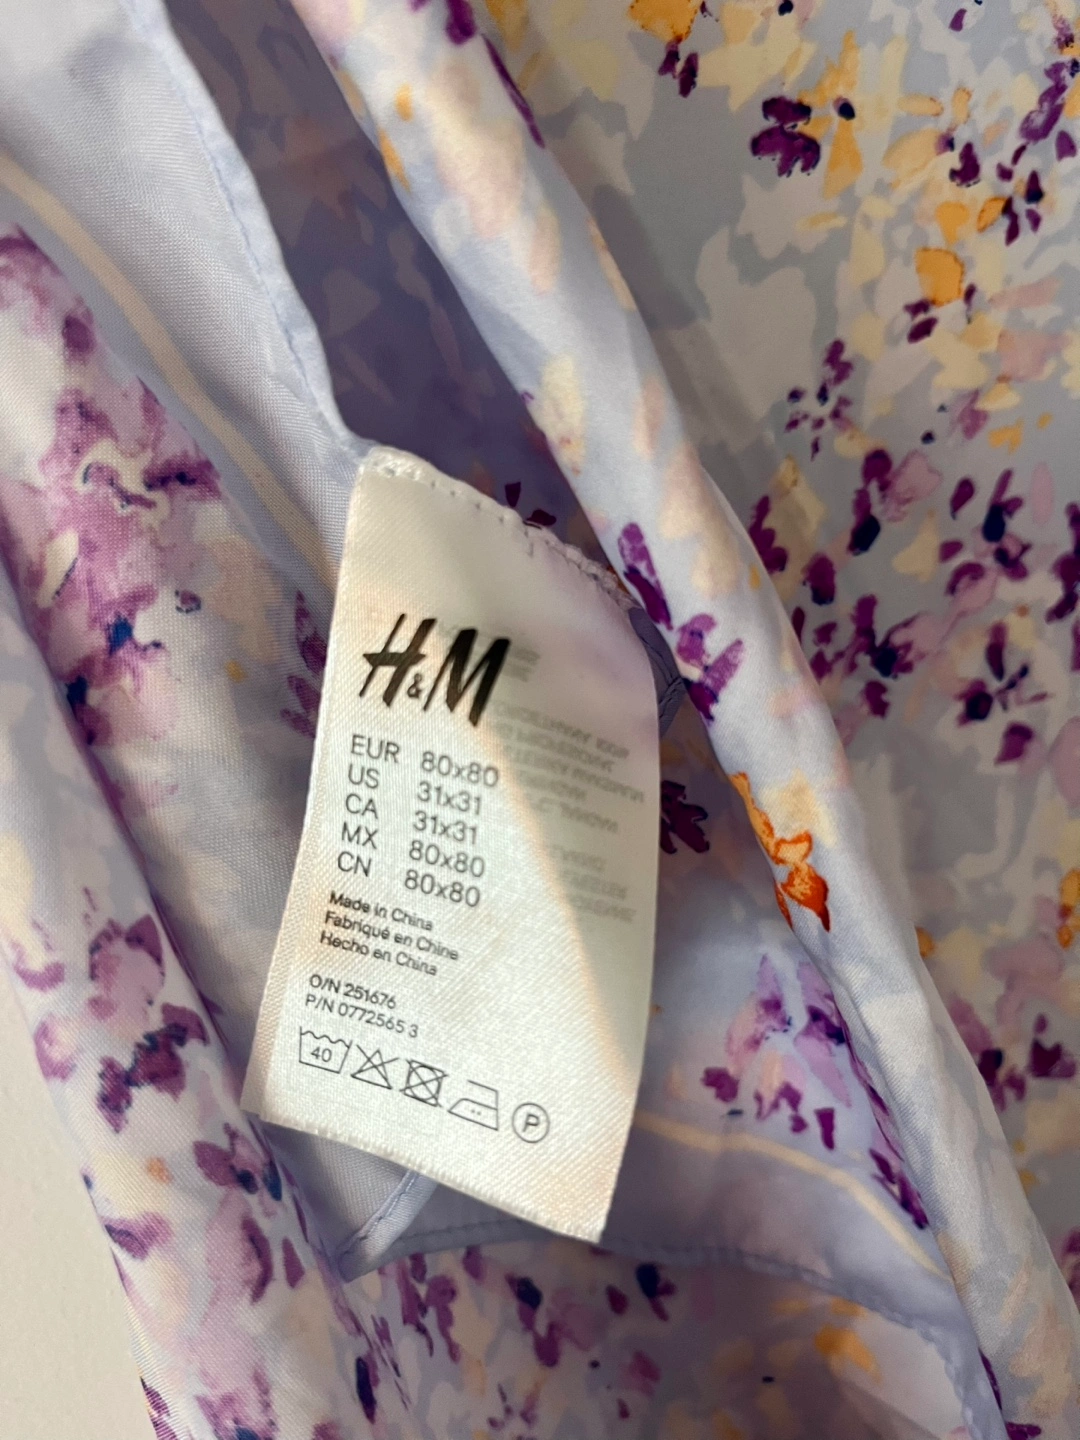 H&M
EUR 80x80
US 31x31
CA 31x31
MX 80x80
CN 80x80
Made in China
Fabriqué en Chine
Hecho en China
O/N 251676
P/N 0772565 3
40
P